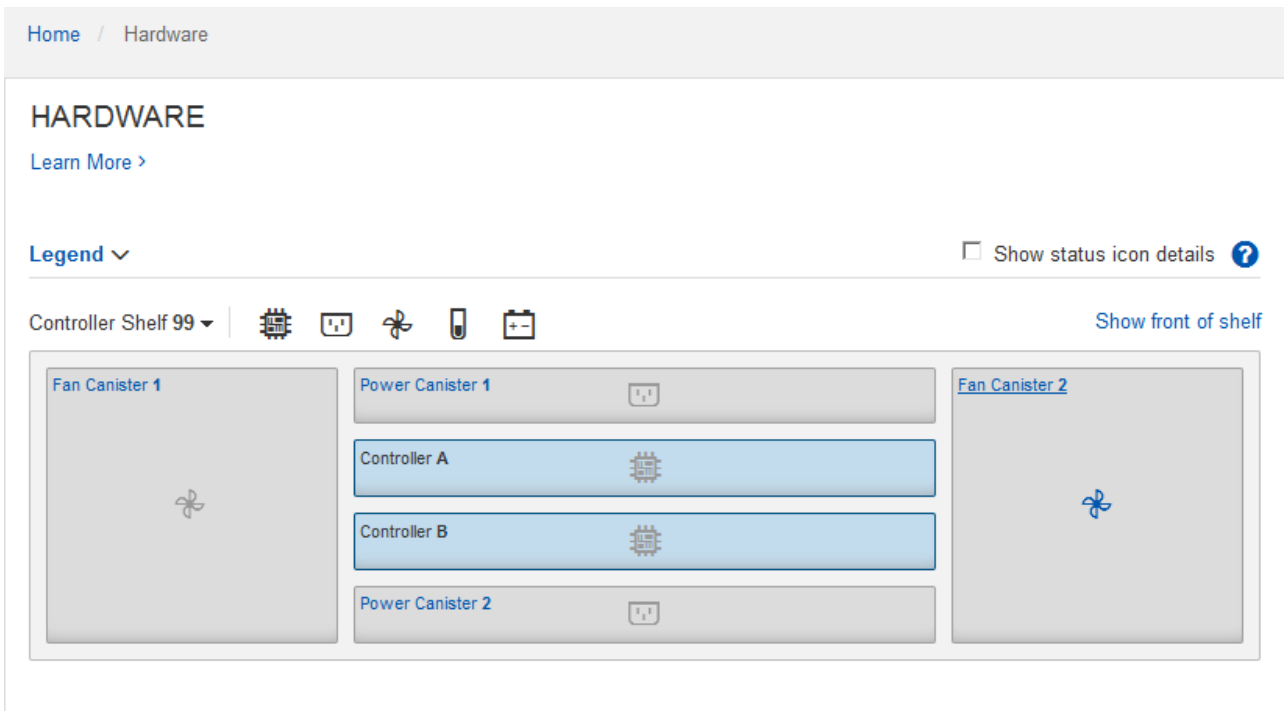 Home / Hardware
HARDWARE
Learn More >
Legend
Show status icon details ?
Controller Shelf 99
Show front of shelf
Fan Canister 1
Power Canister 1
Fan Canister 2
Controller A
Controller B
Power Canister 2